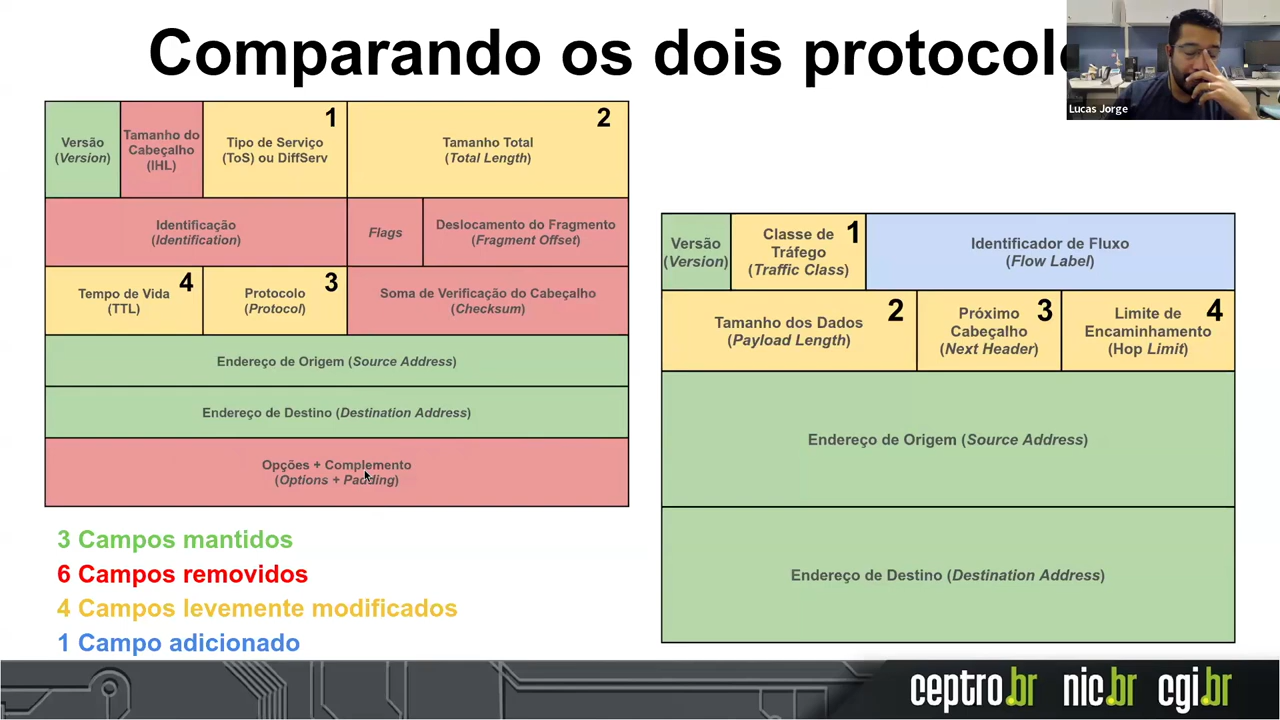 Comparando os dois protocolo
Lucas Jorge
Versão
(Version)
Tamanho do
Cabeçalho
(IHL)
1
Tipo de Serviço
(ToS) ou DiffServ
2
Tamanho Total
(Total Length)
Identificação
(Identification)
Flags
Deslocamento do Fragmento
(Fragment Offset)
4
Tempo de Vida
(TTL)
3
Protocolo
(Protocol)
Soma de Verificação do Cabeçalho
(Checksum)
Endereço de Origem (Source Address)
Endereço de Destino (Destination Address)
Opções + Complemento
(Options + Padding)
Versão
(Version)
1
Classe de
Tráfego
(Traffic Class)
Identificador de Fluxo
(Flow Label)
2
Tamanho dos Dados
(Payload Length)
3
Próximo
Cabeçalho
(Next Header)
4
Limite de
Encaminhamento
(Hop Limit)
Endereço de Origem (Source Address)
Endereço de Destino (Destination Address)
3 Campos mantidos
6 Campos removidos
4 Campos levemente modificados
1 Campo adicionado
ceptro.br nic.br cgi.br